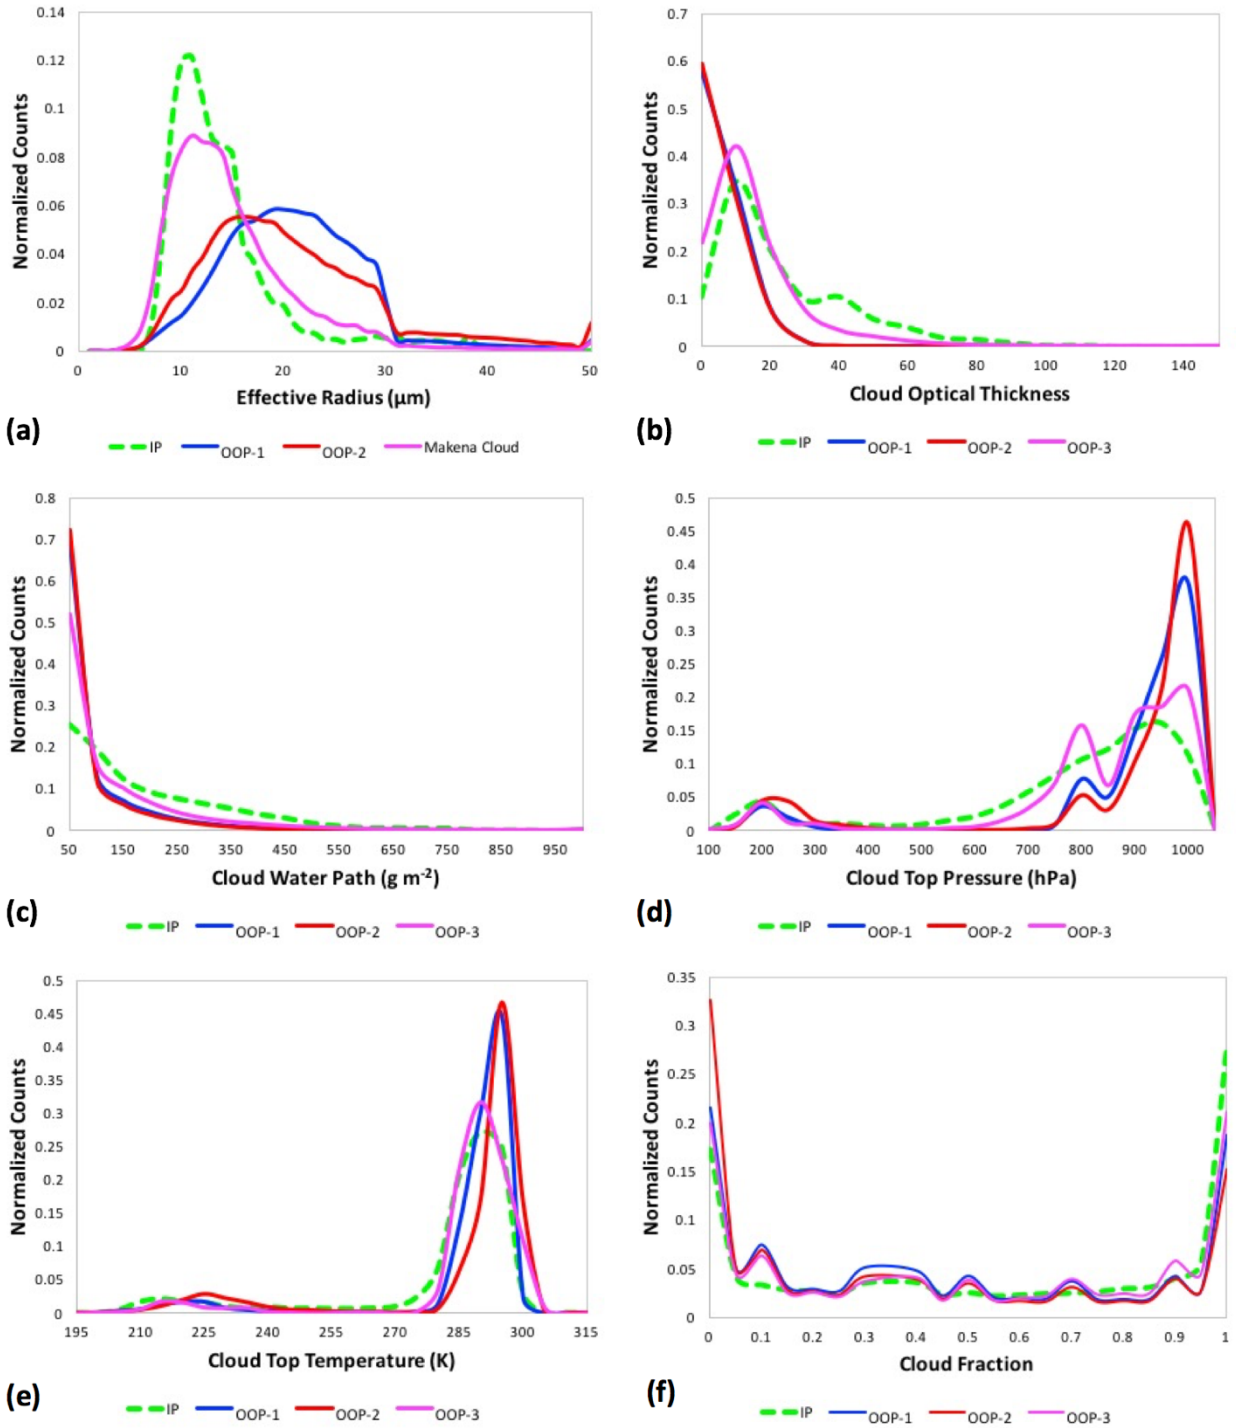 0.14
0.12
0.1
0.08
0.06
0.04
0.02
0
Normalized Counts
0 10 20 30 40 50
Effective Radius (µm)
(a)
IP OOP-1 OOP-2 Makena Cloud
0.7
0.6
0.5
0.4
0.3
0.2
0.1
0
Normalized Counts
0 20 40 60 80 100 120 140
Cloud Optical Thickness
(b)
IP OOP-1 OOP-2 OOP-3
0.8
0.7
0.6
0.5
0.4
0.3
0.2
0.1
0
Normalized Counts
50 150 250 350 450 550 650 750 850 950
Cloud Water Path (g m-2)
(c)
IP OOP-1 OOP-2 OOP-3
0.5
0.45
0.4
0.35
0.3
0.25
0.2
0.15
0.1
0.05
0
Normalized Counts
100 200 300 400 500 600 700 800 900 1000
Cloud Top Pressure (hPa)
(d)
IP OOP-1 OOP-2 OOP-3
0.5
0.45
0.4
0.35
0.3
0.25
0.2
0.15
0.1
0.05
0
Normalized Counts
195 210 225 240 255 270 285 300 315
Cloud Top Temperature (K)
(e)
IP OOP-1 OOP-2 OOP-3
0.35
0.3
0.25
0.2
0.15
0.1
0.05
0
Normalized Counts
0 0.1 0.2 0.3 0.4 0.5 0.6 0.7 0.8 0.9 1
Cloud Fraction
(f)
IP OOP-1 OOP-2 OOP-3